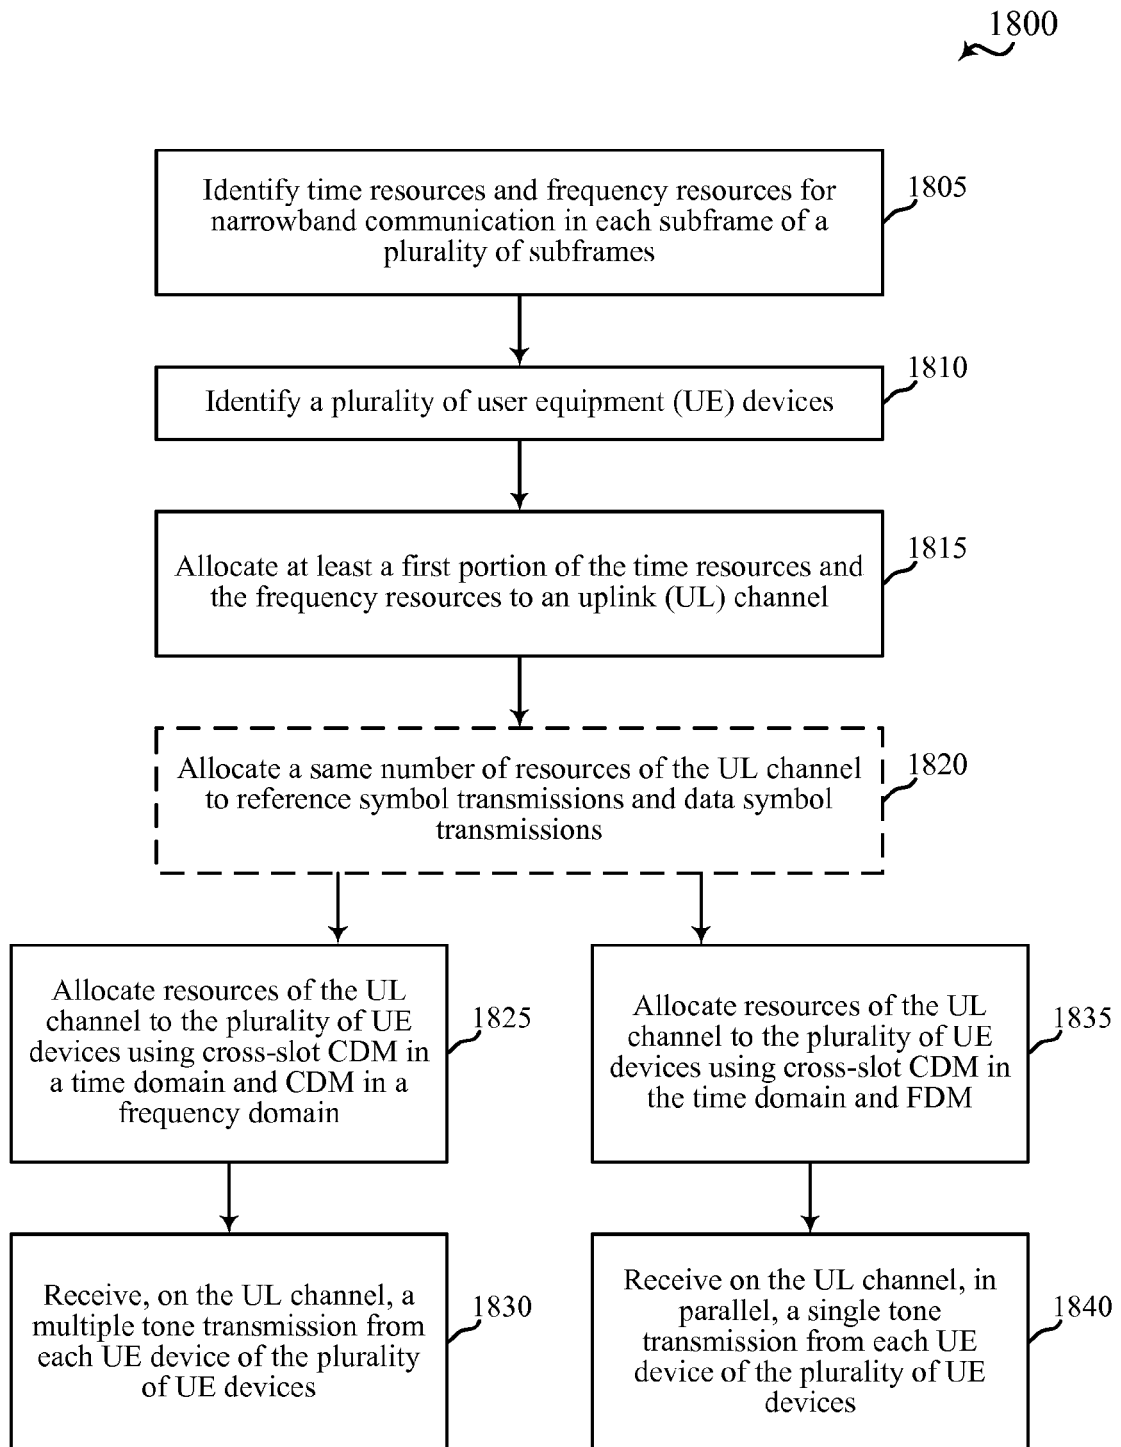 1800
Identify time resources and frequency resources for
narrowband communication in each subframe of a
plurality of subframes
1805
Identify a plurality of user equipment (UE) devices
1810
Allocate at least a first portion of the time resources and
the frequency resources to an uplink (UL) channel
1815
Allocate a same number of resources of the UL channel
to reference symbol transmissions and data symbol
transmissions
1820
Allocate resources of the UL
channel to the plurality of UE
devices using cross-slot CDM in
a time domain and CDM in a
frequency domain
1825
Allocate resources of the UL
channel to the plurality of UE
devices using cross-slot CDM in
the time domain and FDM
1835
Receive, on the UL channel, a
multiple tone transmission from
each UE device of the plurality
of UE devices
1830
Receive on the UL channel, in
parallel, a single tone
transmission from each UE
device of the plurality of UE
devices
1840